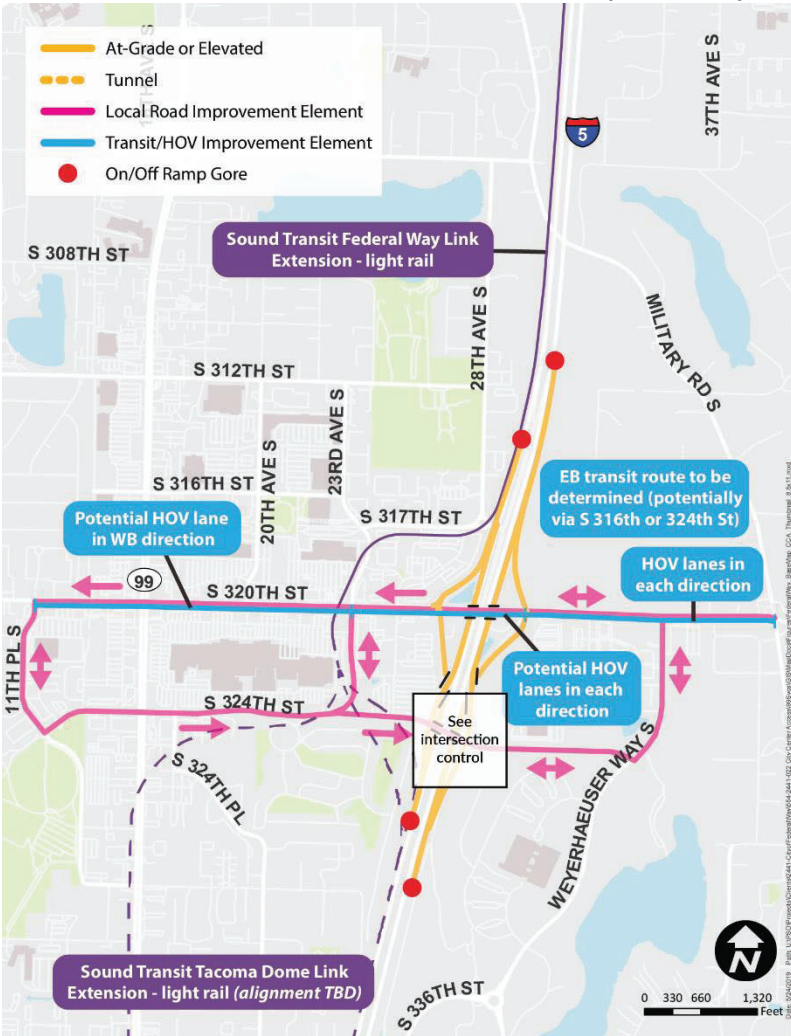 At-Grade or Elevated
Tunnel
Local Road Improvement Element
Transit/HOV Improvement Element
On/Off Ramp Gore
37TH AVE S
5
Sound Transit Federal Way Link
Extension - light rail
S 308TH ST
28TH AVE S
MILITARY RD S
S 312TH ST
20TH AVE S
23RD AVE S
S 316TH ST
S 317TH ST
EB transit route to be
determined (potentially
via S 316th or 324th St)
Potential HOV lane
in WB direction
HOV lanes in
each direction
99
S 320TH ST
11TH PL S
Potential HOV
lanes in each
direction
S 324TH ST
See
intersection
control
S 324TH PL
WEYERHAEUSER WAY S
Sound Transit Tacoma Dome Link
Extension - light rail (alignment TBD)
S 336TH ST
N
0 330 660 1,320
Feet